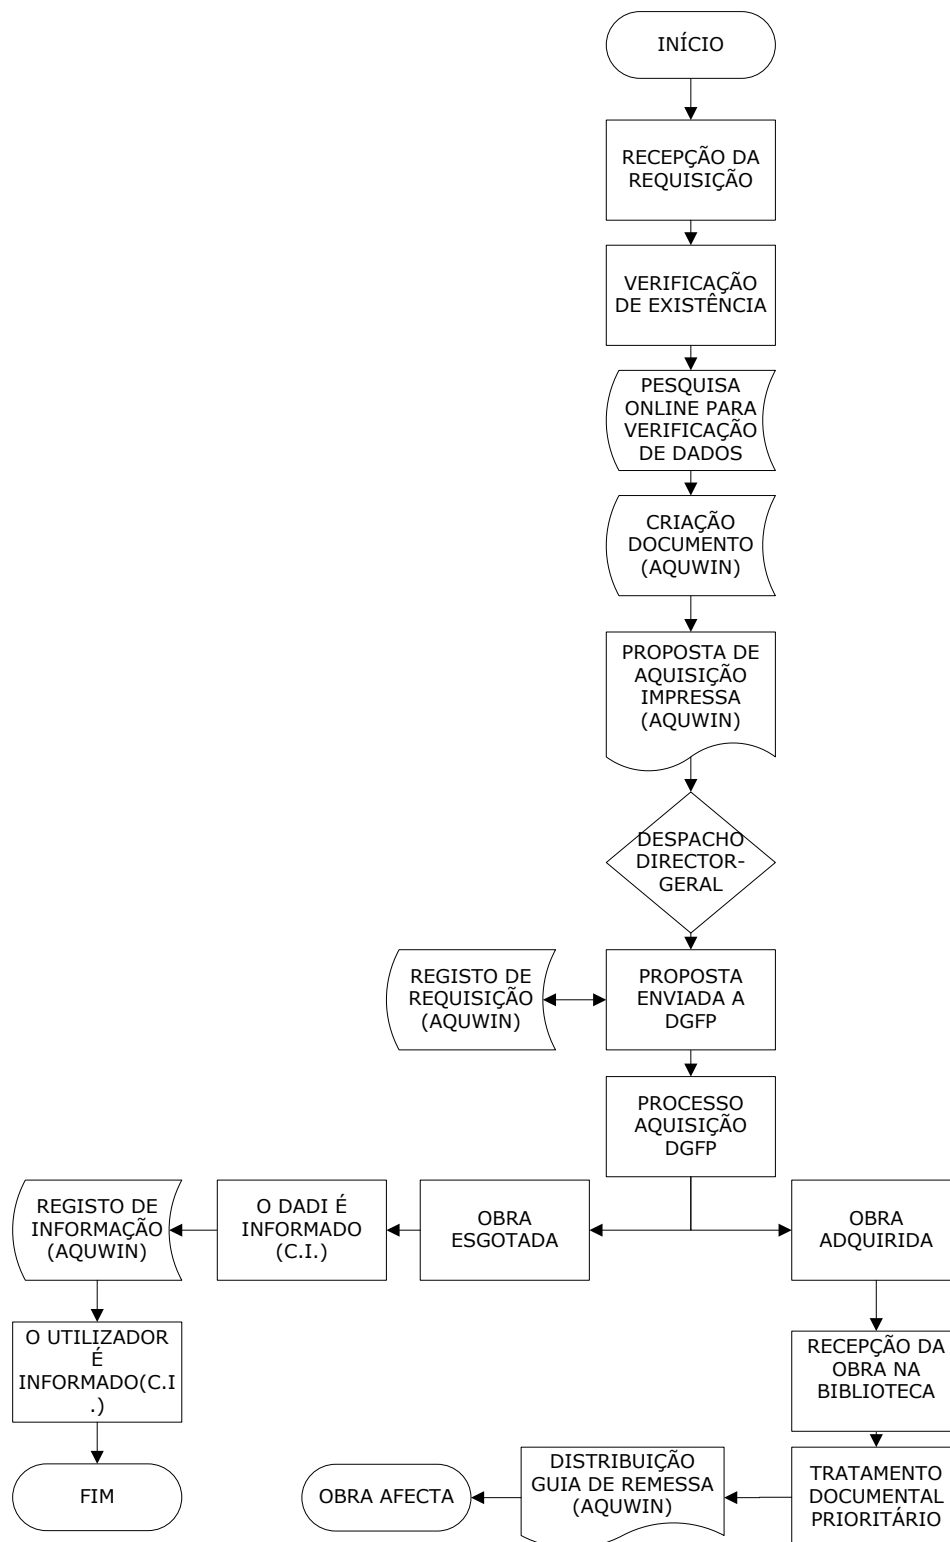 INÍCIO
RECEPÇÃO DA
REQUISIÇÃO
VERIFICAÇÃO
DE EXISTÊNCIA
PESQUISA
ONLINE PARA
VERIFICAÇÃO
DE DADOS
CRIAÇÃO
DOCUMENTO
(AQUWIN)
PROPOSTA DE
AQUISIÇÃO
IMPRESSA
(AQUWIN)
DESPACHO
DIRECTOR-
GERAL
REGISTO DE
REQUISIÇÃO
(AQUWIN)
PROPOSTA
ENVIADA A
DGFP
PROCESSO
AQUISIÇÃO
DGFP
REGISTO DE
INFORMAÇÃO
(AQUWIN)
O DADI É
INFORMADO
(C.I.)
OBRA
ESGOTADA
OBRA
ADQUIRIDA
O UTILIZADOR
É
INFORMADO(C.I
.)
RECEPÇÃO DA
OBRA NA
BIBLIOTECA
FIM
OBRA AFECTA
DISTRIBUIÇÃO
GUIA DE REMESSA
(AQUWIN)
TRATAMENTO
DOCUMENTAL
PRIORITÁRIO